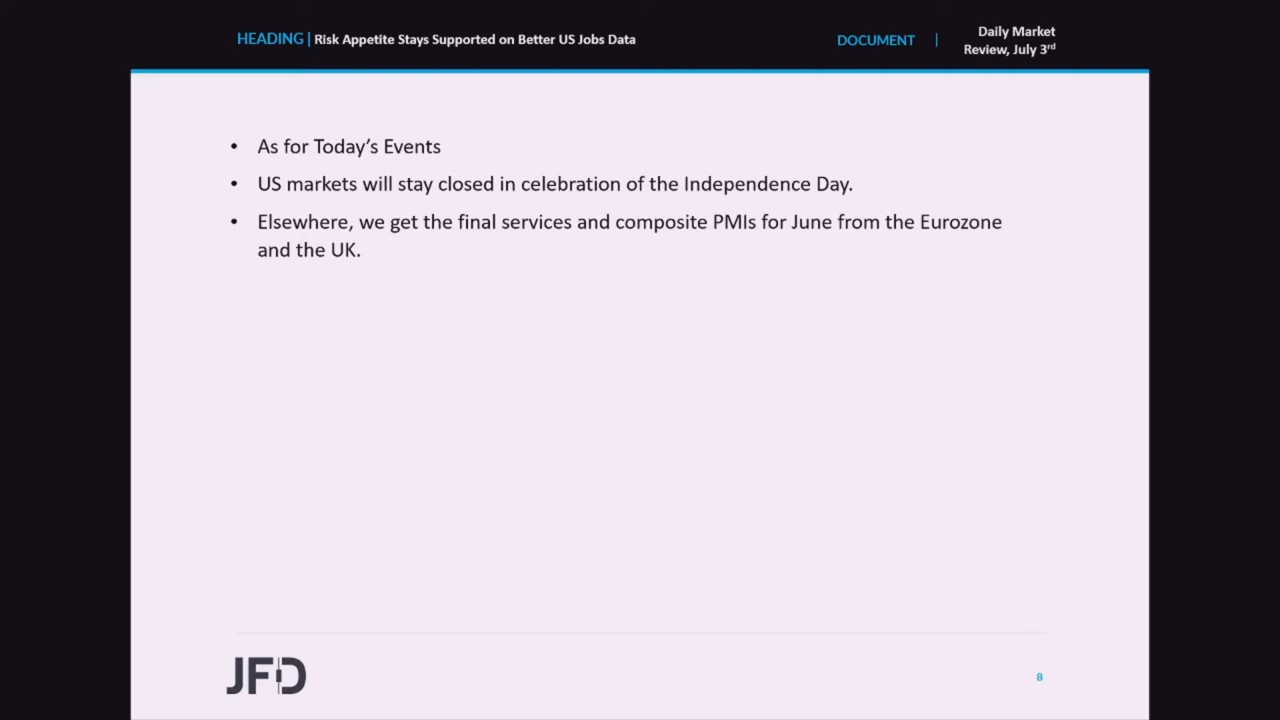 HEADING | Risk Appetite Stays Supported on Better US Jobs Data
DOCUMENT |
Daily Market
Review, July 3rd
• As for Today’s Events
• US markets will stay closed in celebration of the Independence Day.
• Elsewhere, we get the final services and composite PMIs for June from the Eurozone
and the UK.
JFD
8